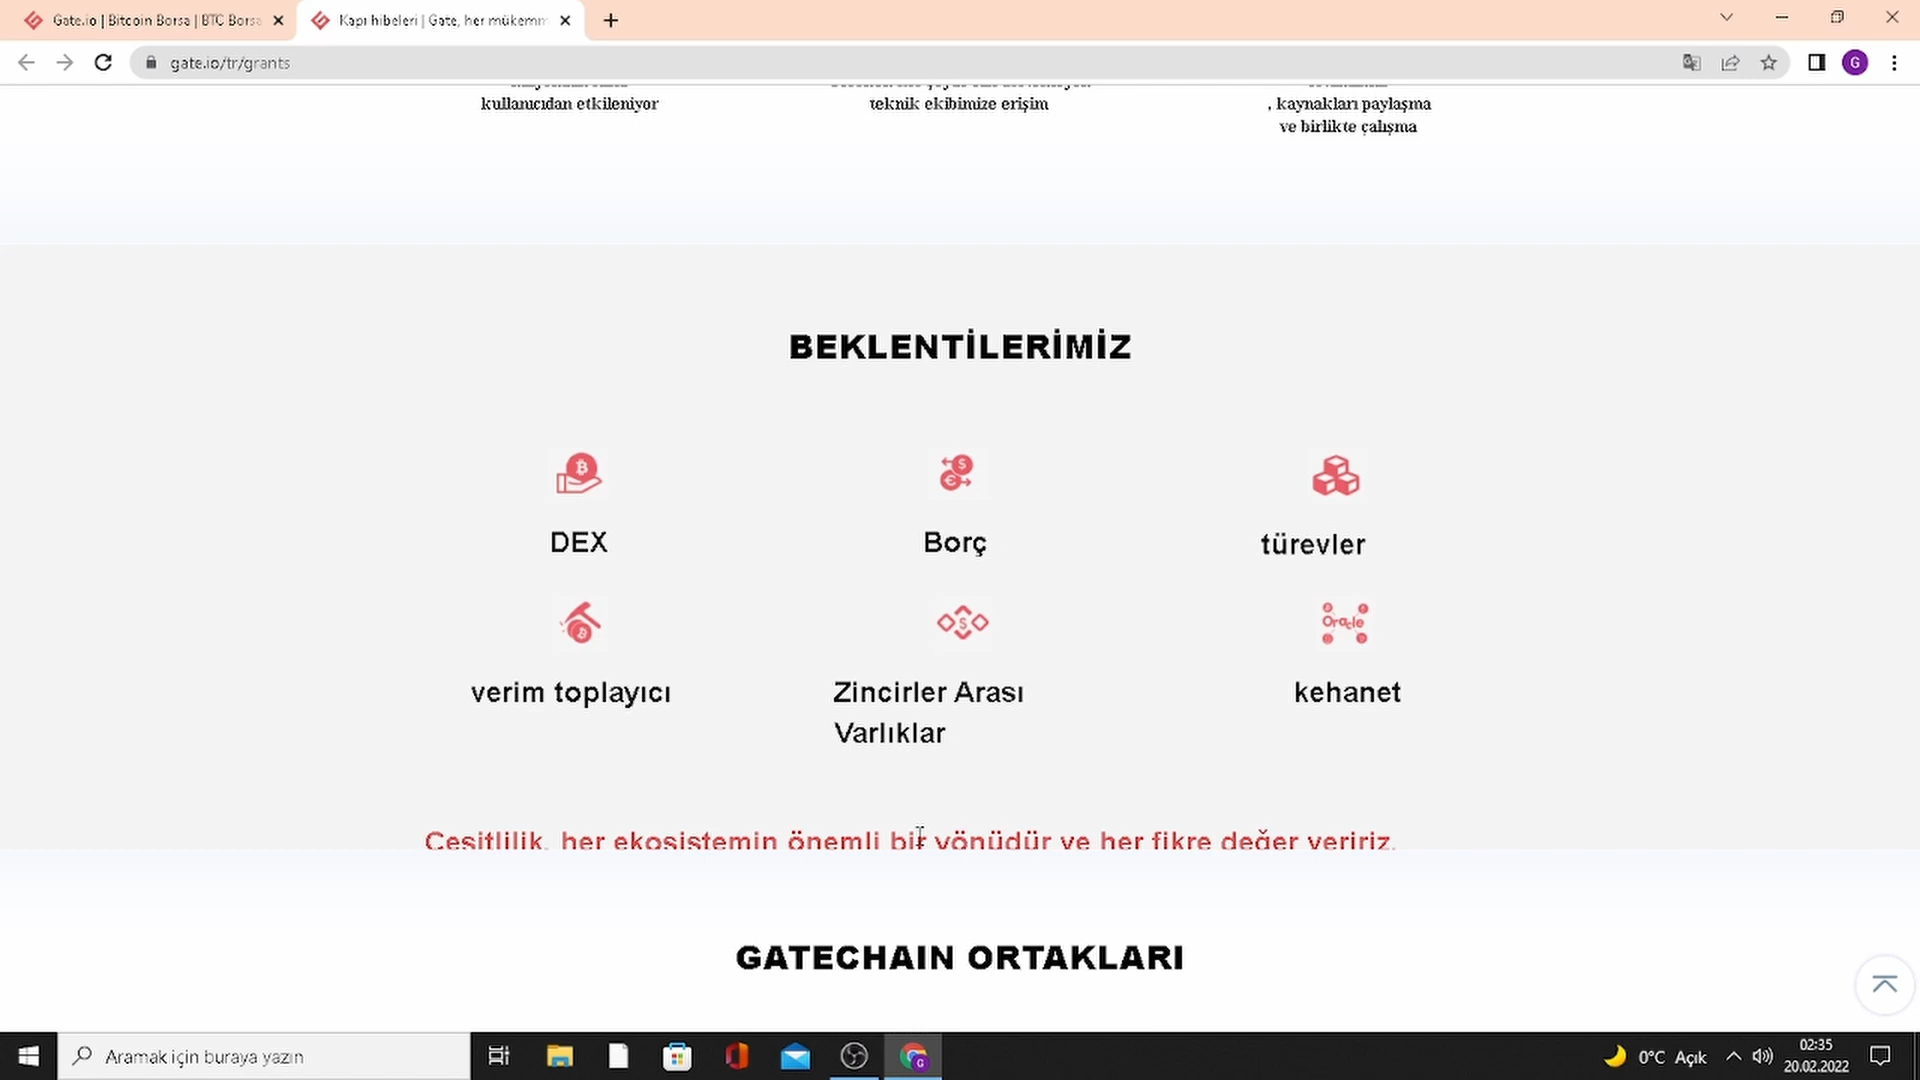 Gate.io | Bitcoin Borsa | BTC Borsa
Kapı hibeleri | Gate, her mükemm
gate.io/tr/grants
G
kullanıcıdan etkileniyor
teknik ekibimize erişim
, kaynakları paylaşma
ve birlikte çalışma
BEKLENTİLERİMİZ
DEX
Borç
türevler
Oracle
verim toplayıcı
Zincirler Arası
Varlıklar
kehanet
Çeşitlilik, her ekosistemin önemli bir yönüdür ve her fikre değer veririz.
GATECHAIN ORTAKLARI
Aramak için buraya yazın
0°C Açık
02:35
20.02.2022